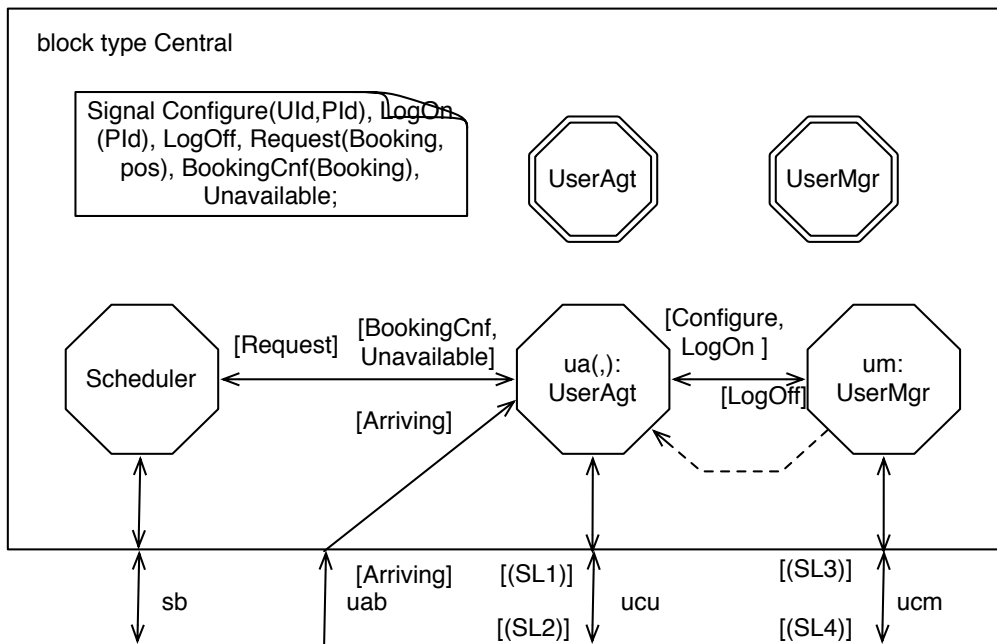 block type Central
Signal Configure(UId,PId), LogOn
(PId), LogOff, Request(Booking,
pos), BookingCnf(Booking),
Unavailable;
UserAgt
UserMgr
Scheduler
[Request]
[BookingCnf,
Unavailable]
ua(,):
UserAgt
[Configure,
LogOn ]
[LogOff]
um:
UserMgr
[Arriving]
[Arriving]
sb
uab
[(SL1)]
[(SL2)]
ucu
[(SL3)]
[(SL4)]
ucm